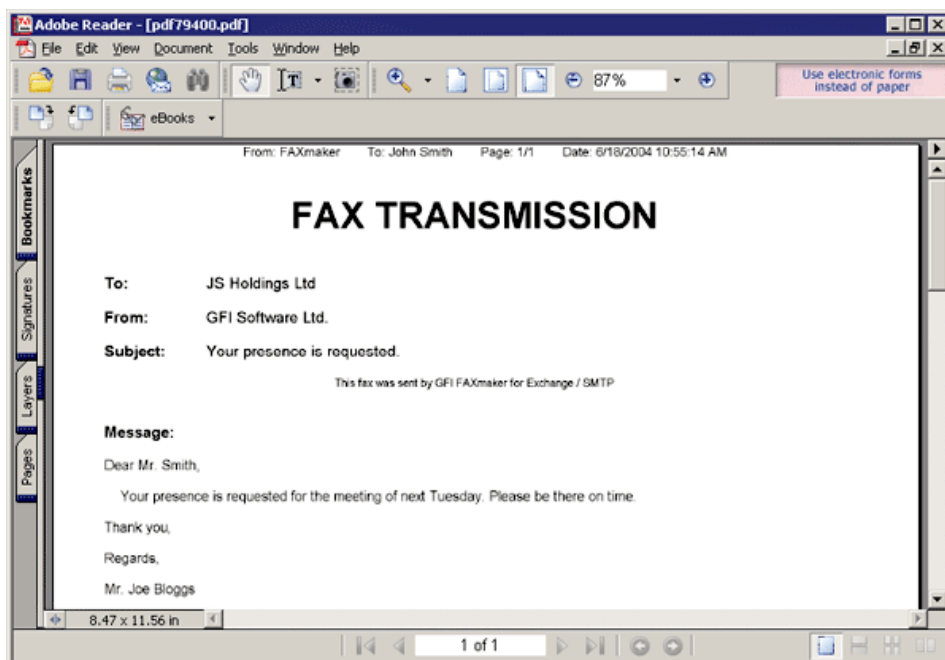 Adobe Reader - [pdf79400.pdf]
File Edit View Document Tools Window Help
87%
Use electronic forms
instead of paper
eBooks
From: FAXmaker To: John Smith Page: 1/1 Date: 6/18/2004 10:55:14 AM
FAX TRANSMISSION
To: JS Holdings Ltd
From: GFI Software Ltd.
Subject: Your presence is requested.
This fax was sent by GFI FAXmaker for Exchange / SMTP
Message:
Dear Mr. Smith,
Your presence is requested for the meeting of next Tuesday. Please be there on time.
Thank you,
Regards,
Mr. Joe Bloggs
Bookmarks
Signatures
Layers
Pages
8.47 x 11.56 in
1 of 1